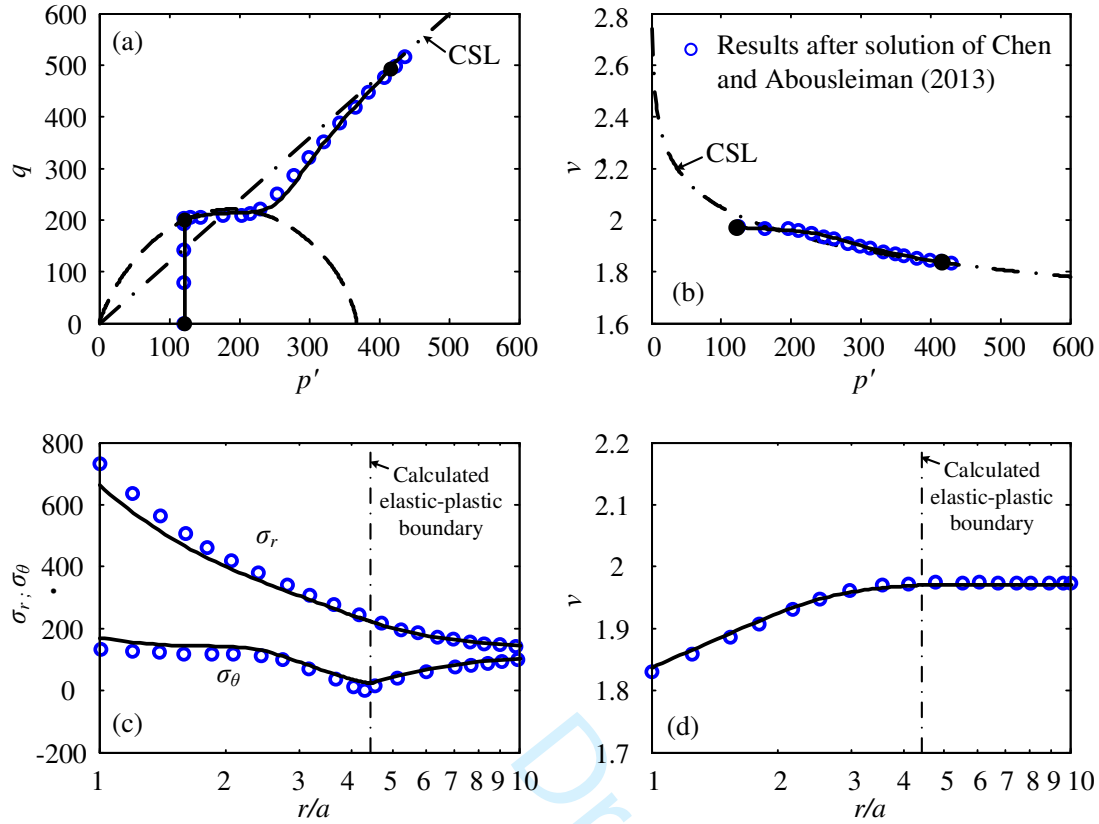 600
500
400
300
200
100
0
q
(a)
CSL
0 100 200 300 400 500 600
p'
2.8
2.6
2.4
2.2
2
1.8
1.6
v
Results after solution of Chen
and Abousleiman (2013)
CSL
(b)
0 100 200 300 400 500 600
p'
800
600
400
200
0
-200
σr ; σθ
Calculated
elastic-plastic
boundary
σr
σθ
(c)
1 2 3 4 5 6 7 8 9 10
r/a
2.2
2.1
2
1.9
1.8
1.7
v
Calculated
elastic-plastic
boundary
(d)
1 2 3 4 5 6 7 8 9 10
r/a
Dr